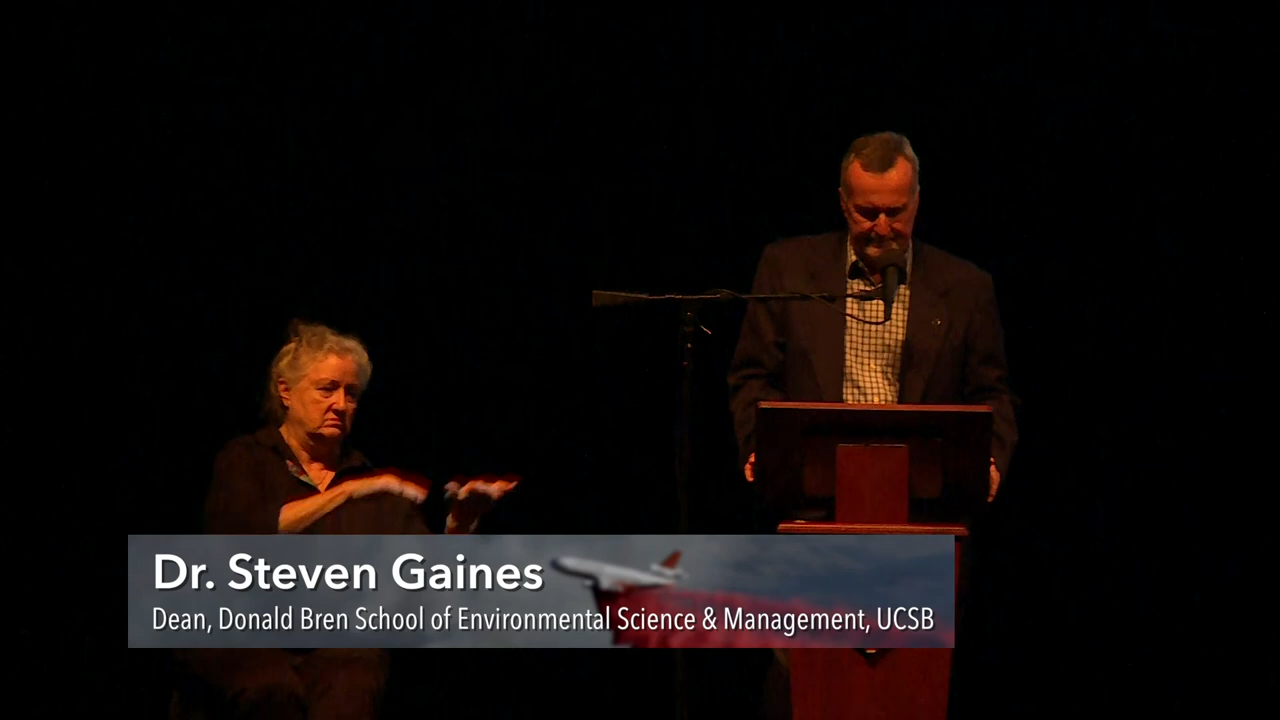 Dr. Steven Gaines
Dean, Donald Bren School of Environmental Science & Management, UCSB